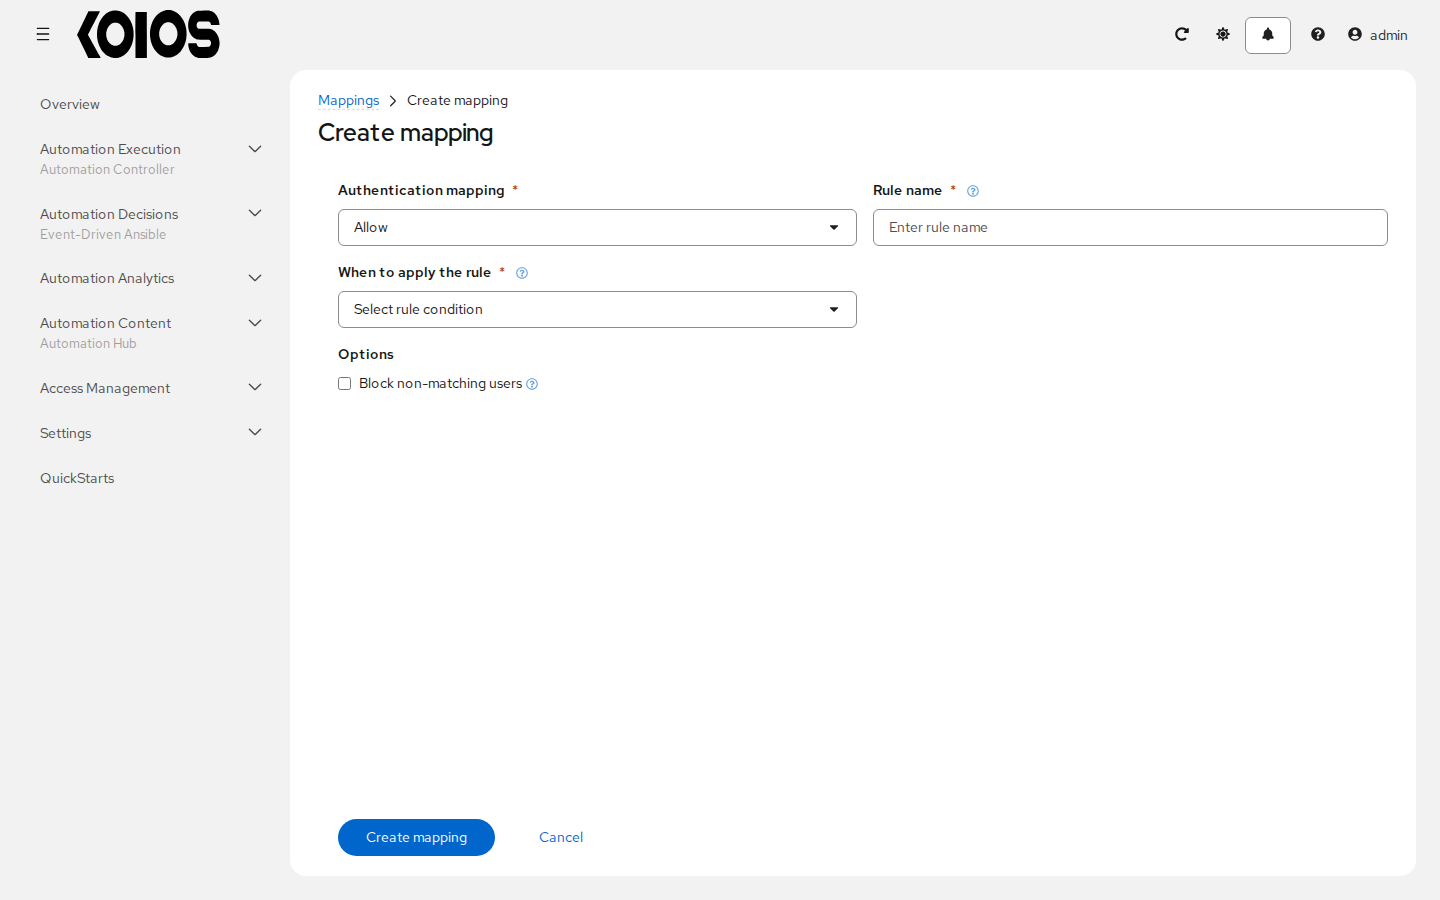 KOIOS
admin
Overview
Automation Execution
Automation Controller
Automation Decisions
Event-Driven Ansible
Automation Analytics
Automation Content
Automation Hub
Access Management
Settings
QuickStarts
Mappings > Create mapping
Create mapping
Authentication mapping *
Allow
Rule name *
Enter rule name
When to apply the rule *
Select rule condition
Options
Block non-matching users
Create mapping
Cancel